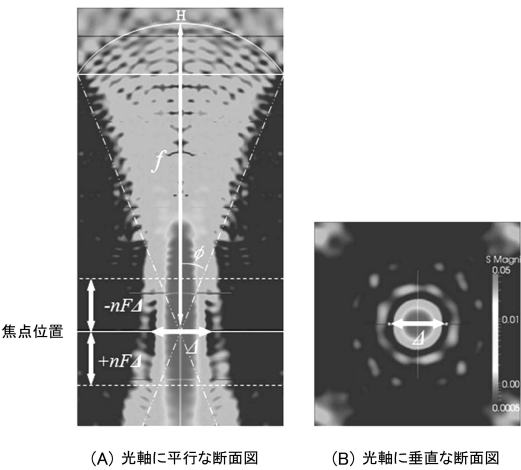 H
f
ϕ
-nFΔ
焦点位置
Δ
+nFΔ
S Magni
0.05
0.01
0.00
0.0005
Δ
(A) 光軸に平行な断面図
(B) 光軸に垂直な断面図